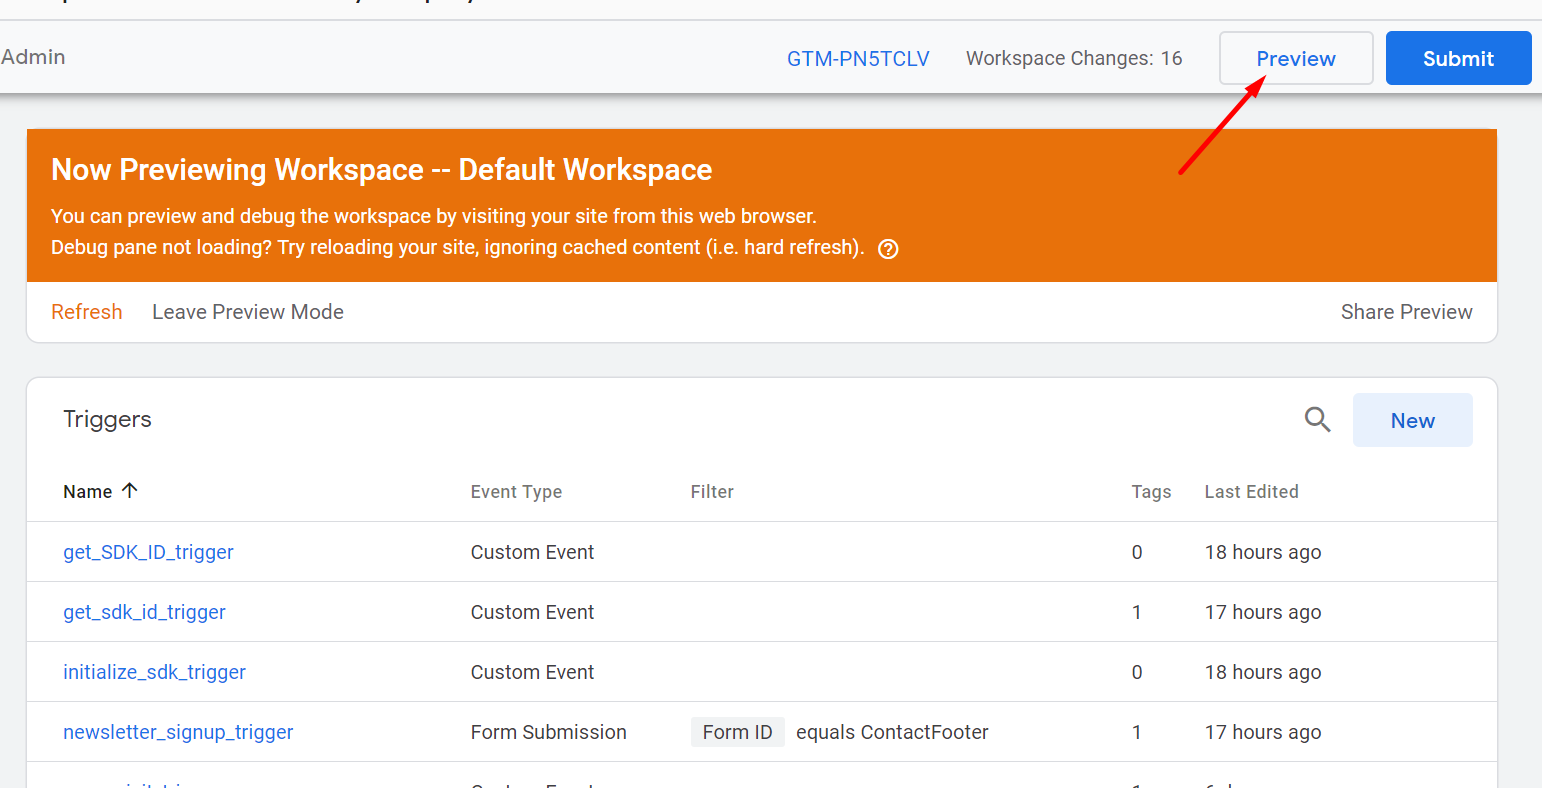 Admin
GTM-PN5TCLV
Workspace Changes: 16
Preview
Submit
Now Previewing Workspace -- Default Workspace
You can preview and debug the workspace by visiting your site from this web browser.
Debug pane not loading? Try reloading your site, ignoring cached content (i.e. hard refresh).
Refresh
Leave Preview Mode
Share Preview
Triggers
New
Name Event Type Filter Tags Last Edited
get_SDK_ID_trigger Custom Event 0 18 hours ago
get_sdk_id_trigger Custom Event 1 17 hours ago
initialize_sdk_trigger Custom Event 0 18 hours ago
newsletter_signup_trigger Form Submission Form ID equals ContactFooter 1 17 hours ago